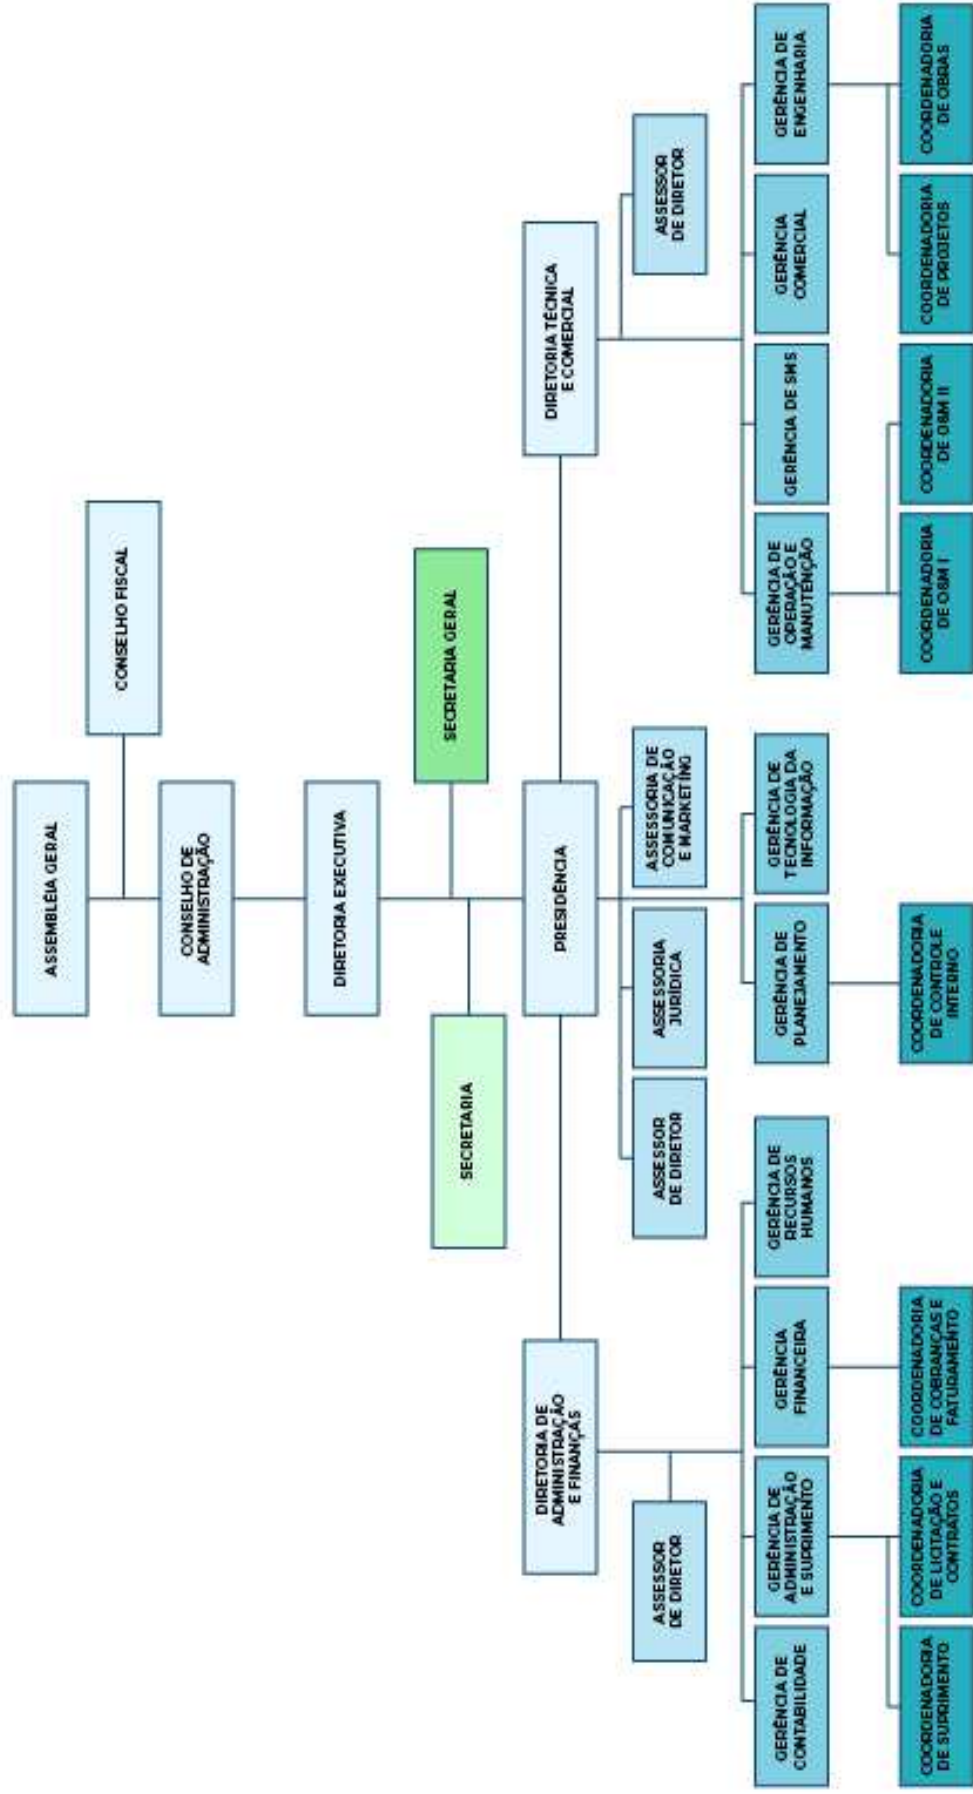 ASSEMBLÉIA GERAL
CONSELHO FISCAL
CONSELHO DE
ADMINISTRAÇÃO
DIRETORIA EXECUTIVA
SECRETARIA
SECRETARIA GERAL
DIRETORIA DE
ADMINISTRAÇÃO
E FINANÇAS
PRESIDÊNCIA
DIRETORIA TÉCNICA
E COMERCIAL
ASSESSOR
DE DIRETOR
ASSESSOR
DE DIRETOR
ASSESSORIA
JURÍDICA
ASSESSORIA DE
COMUNICAÇÃO
E MARKETING
ASSESSOR
DE DIRETOR
GERÊNCIA DE
CONTABILIDADE
GERÊNCIA DE
ADMINISTRAÇÃO
E SUPRIMENTO
GERÊNCIA
FINANCEIRA
GERÊNCIA DE
RECURSOS
HUMANOS
GERÊNCIA DE
PLANEJAMENTO
GERÊNCIA DE
TECNOLOGIA DA
INFORMAÇÃO
GERÊNCIA DE
OPERAÇÃO E
MANUTENÇÃO
GERÊNCIA DE SMS
GERÊNCIA
COMERCIAL
GERÊNCIA DE
ENGENHARIA
COORDENADORIA
DE SUPRIMENTO
COORDENADORIA
DE LICITAÇÃO E
CONTRATOS
COORDENADORIA
DE COBRANÇAS E
FATURAMENTO
COORDENADORIA
DE CONTROLE
INTERNO
COORDENADORIA
DE O&M I
COORDENADORIA
DE O&M II
COORDENADORIA
DE PROJETOS
COORDENADORIA
DE OBRAS